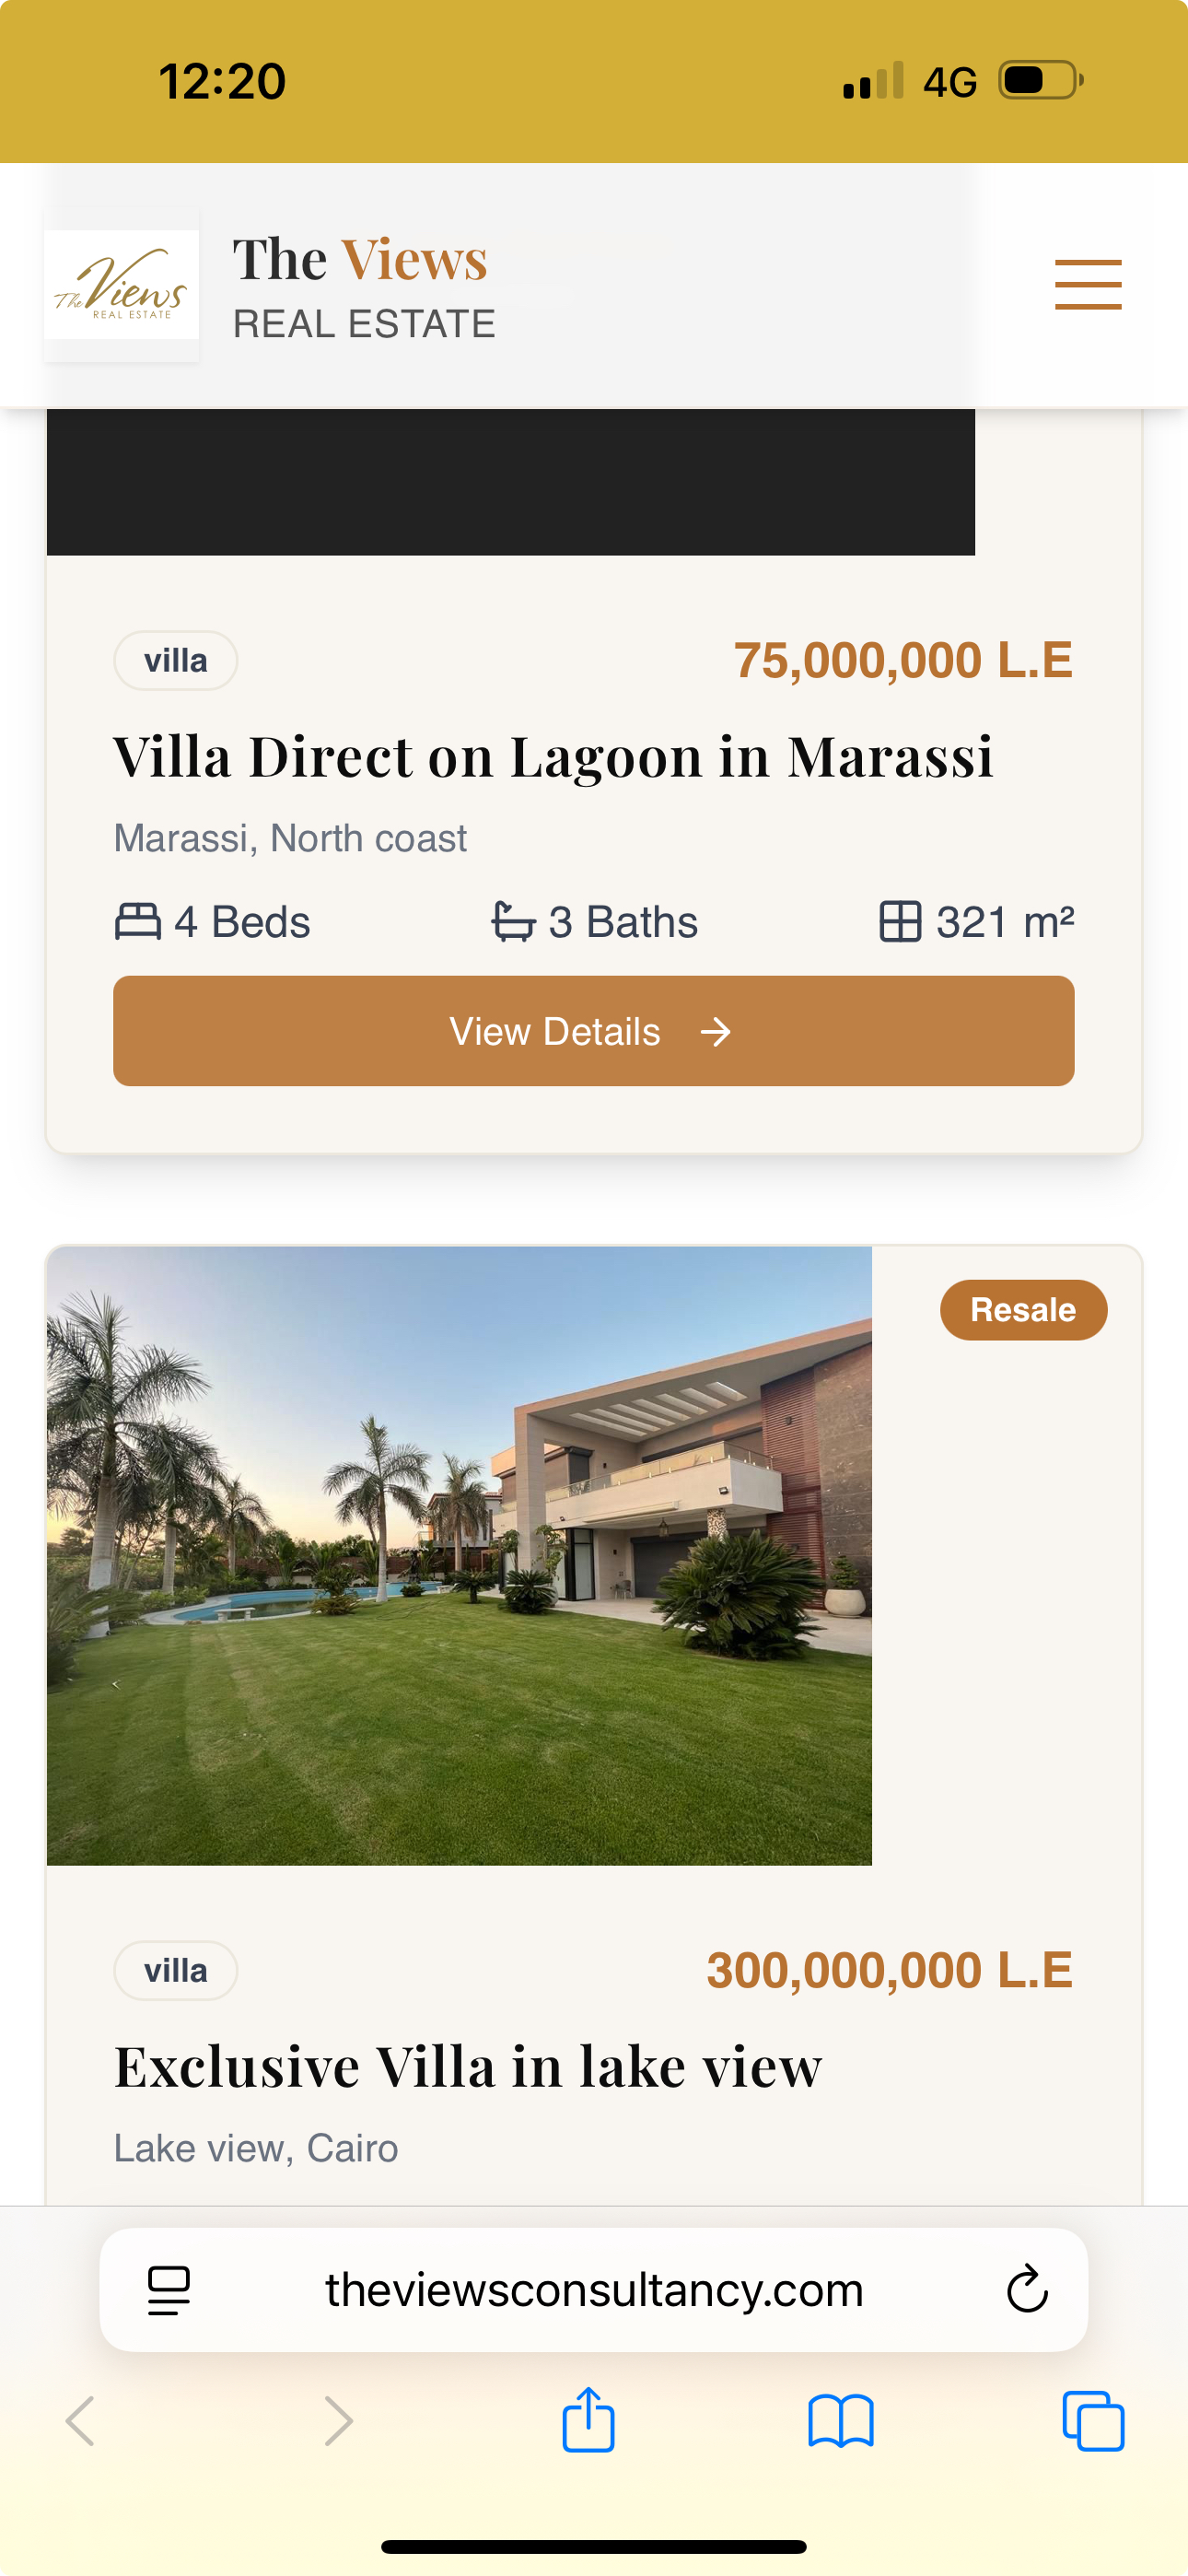 12:20
4G
The Views
REAL ESTATE
The Views
REAL ESTATE
villa
75,000,000 L.E
Villa Direct on Lagoon in Marassi
Marassi, North coast
4 Beds
3 Baths
321 m²
View Details →
Resale
villa
300,000,000 L.E
Exclusive Villa in lake view
Lake view, Cairo
theviewsconsultancy.com